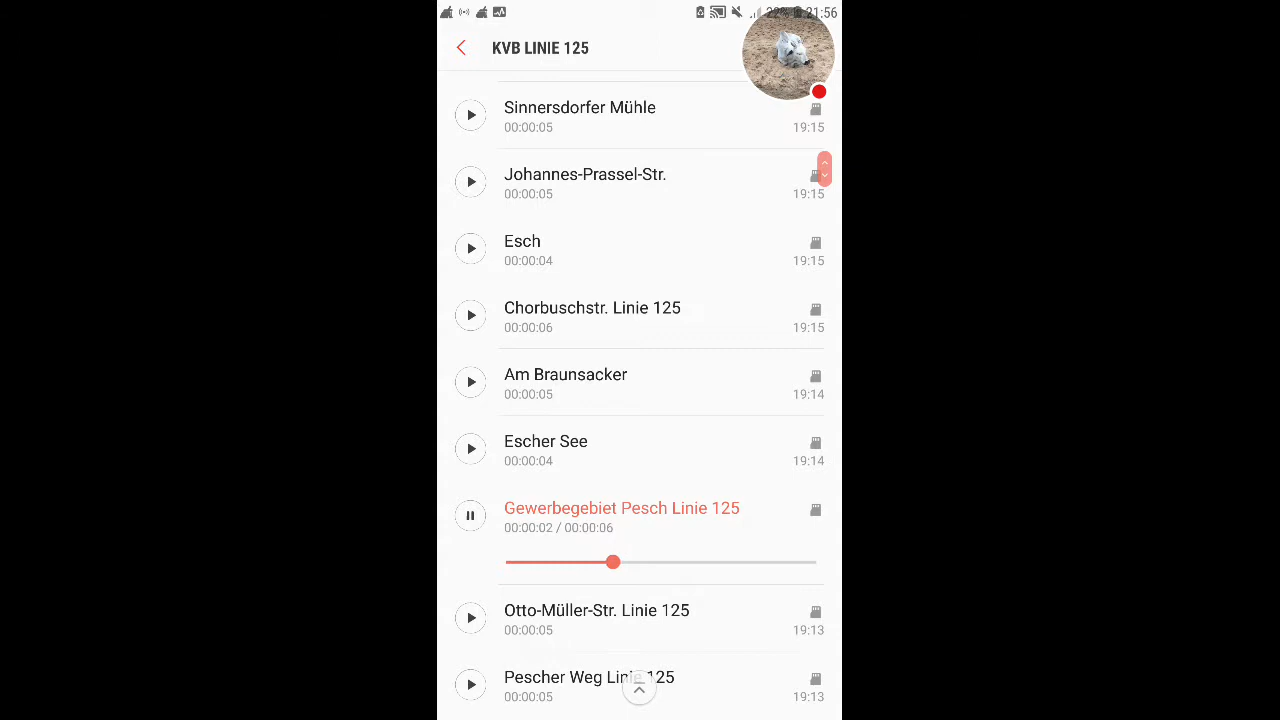 22% 21:56
KVB LINIE 125
Sinnersdorfer Mühle
00:00:05 19:15
Johannes-Prassel-Str.
00:00:05 19:15
Esch
00:00:04 19:15
Chorbuschstr. Linie 125
00:00:06 19:15
Am Braunsacker
00:00:05 19:14
Escher See
00:00:04 19:14
Gewerbegebiet Pesch Linie 125
00:00:02 / 00:00:06
Otto-Müller-Str. Linie 125
00:00:05 19:13
Pescher Weg Linie 125
00:00:05 19:13